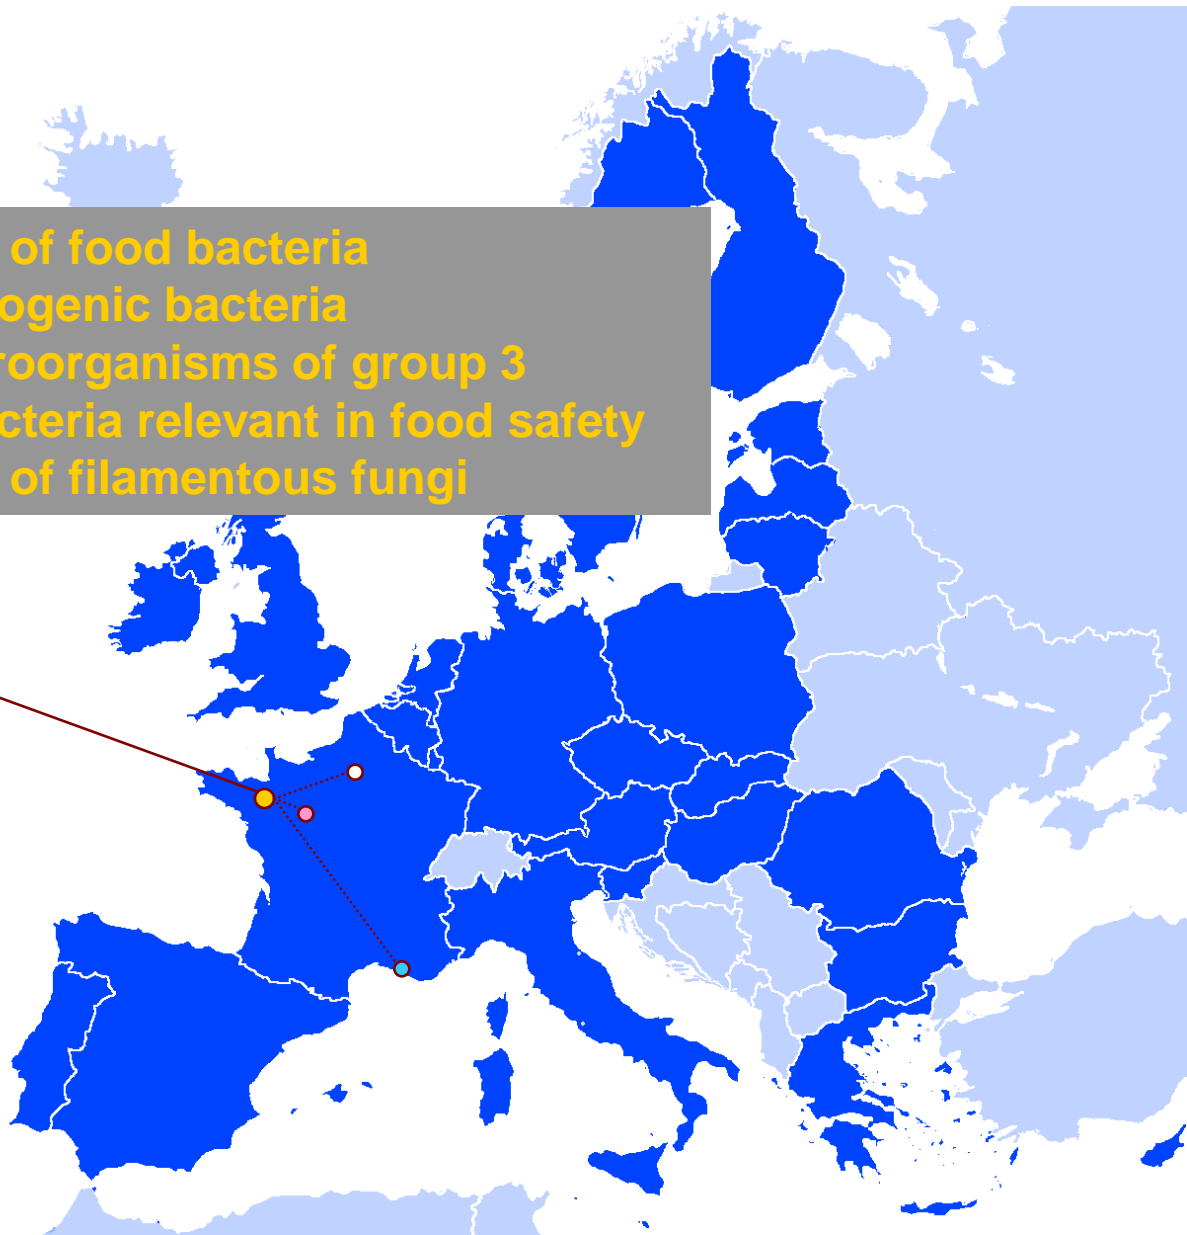 of food bacteria
ogenic bacteria
roorganisms of group 3
cteria relevant in food safety
of filamentous fungi